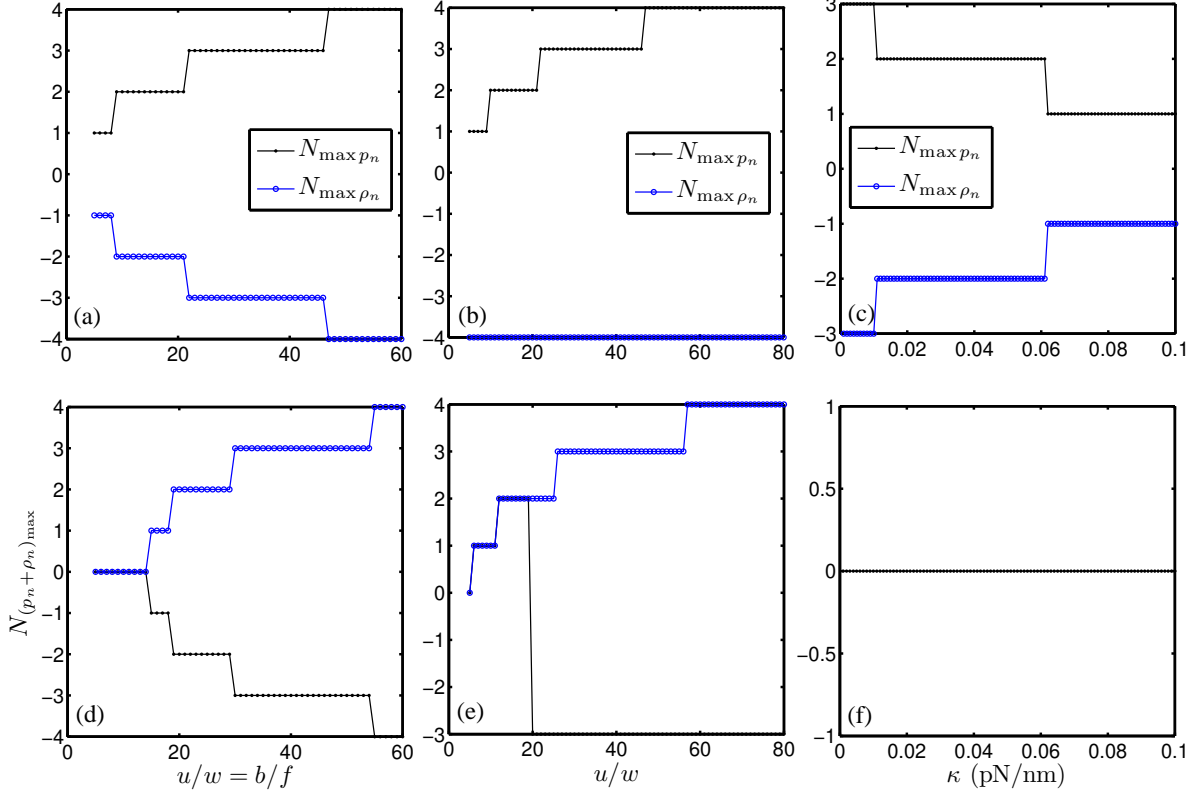 4
3
2
1
0
−1
−2
−3
−4
0 20 40 60
(a)
N_{max p_n}
N_{max ρ_n}
4
3
2
1
0
−1
−2
−3
−4
0 20 40 60 80
(b)
N_{max p_n}
N_{max ρ_n}
3
2
1
0
−1
−2
−3
0 0.02 0.04 0.06 0.08 0.1
(c)
N_{max p_n}
N_{max ρ_n}
N_{(p_n+ρ_n)_{max}}
4
3
2
1
0
−1
−2
−3
−4
0 20 40 60
(d)
u/w = b/f
4
3
2
1
0
−1
−2
−3
0 20 40 60 80
(e)
u/w
1
0.5
0
−0.5
−1
0 0.02 0.04 0.06 0.08 0.1
(f)
κ (pN/nm)